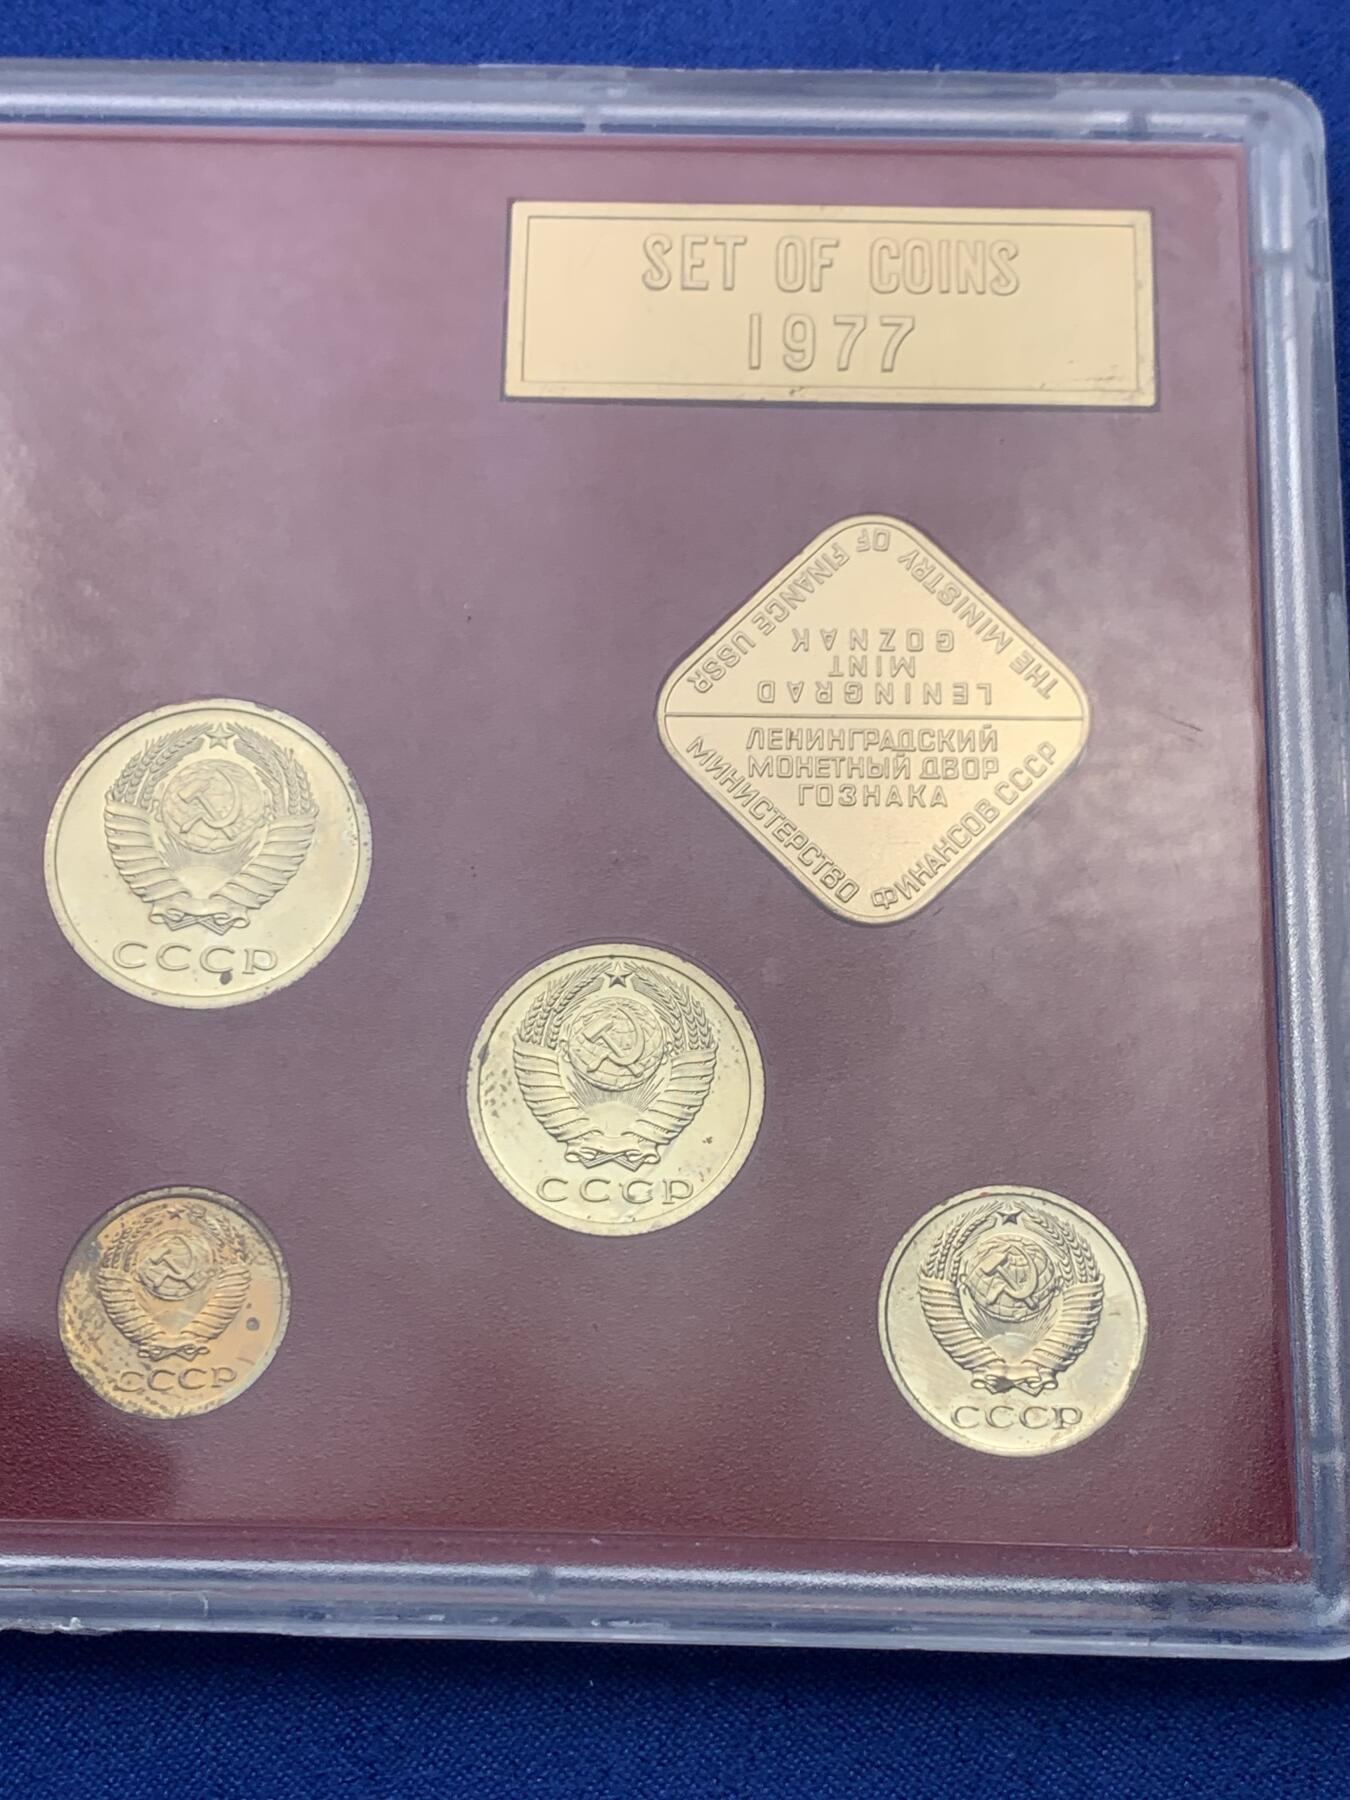 SET OF COINS
1977
THE MINISTRY OF FINANCE USSR
LENINGRAD
MINT
GOZNAK
ЛЕНИНГРАДСКИЙ
МОНЕТНЫЙ ДВОР
ГОЗНАКА
МИНИСТЕРСТВО ФИНАНСОВ СССР
СССР
СССР
СССР
СССР